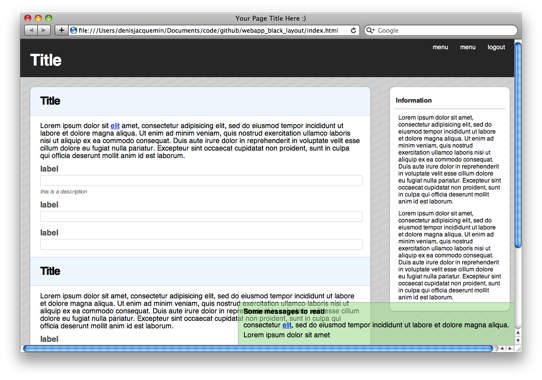 Your Page Title Here :)
file:///Users/denisjacquemin/Documents/code/github/webapp_black_layout/index.html
Google
menu menu logout
Title
Title
Lorem ipsum dolor sit elit amet, consectetur adipisicing elit, sed do eiusmod tempor incididunt ut
labore et dolore magna aliqua. Ut enim ad minim veniam, quis nostrud exercitation ullamco laboris
nisi ut aliquip ex ea commodo consequat. Duis aute irure dolor in reprehenderit in voluptate velit esse
cillum dolore eu fugiat nulla pariatur. Excepteur sint occaecat cupidatat non proident, sunt in culpa
qui officia deserunt mollit anim id est laborum.
label
this is a description
label
label
Title
Lorem ipsum dolor sit amet, consectetur adipisicing elit, sed do eiusmod tempor incididunt ut
labore et dolore magna aliqua. Ut enim ad minim veniam, quis nostrud exercitation ullamco laboris
nisi ut aliquip ex ea commodo consequat. Duis aute irure dolor in reprehenderit in voluptate velit esse
cillum dolore eu fugiat nulla pariatur. Excepteur sint occaecat cupidatat non proident, sunt in culpa
qui officia deserunt mollit anim id est laborum.
Information
Lorem ipsum dolor sit amet,
consectetur adipisicing elit, sed do
eiusmod tempor incididunt ut labore
et dolore magna aliqua. Ut enim ad
minim veniam, quis nostrud
exercitation ullamco laboris nisi ut
aliquip ex ea commodo consequat.
Duis aute irure dolor in reprehenderit
in voluptate velit esse cillum dolore
eu fugiat nulla pariatur. Excepteur
sint occaecat cupidatat non proident,
sunt in culpa qui officia deserunt mollit
anim id est laborum.
Lorem ipsum dolor sit amet,
consectetur adipisicing elit, sed do
eiusmod tempor incididunt ut labore
et dolore magna aliqua. Ut enim ad
minim veniam, quis nostrud
exercitation ullamco laboris nisi ut
aliquip ex ea commodo consequat.
Duis aute irure dolor in reprehenderit
in voluptate velit esse cillum dolore
eu fugiat nulla pariatur. Excepteur
sint occaecat cupidatat non proident,
sunt in culpa qui officia deserunt mollit
anim id est laborum.
Some messages to read
consectetur elit, sed do eiusmod tempor incididunt ut labore et dolore magna aliqua.
Lorem ipsum dolor sit amet